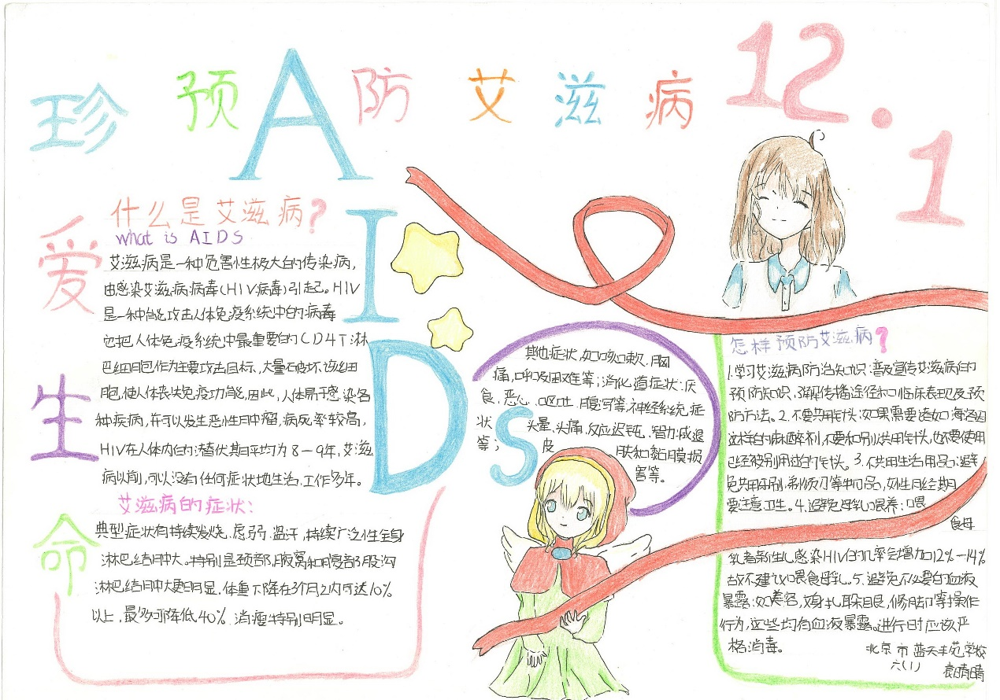 珍
爱
生
命
预防艾滋病
AIDS
12.1
什么是艾滋病?
what is AIDS
艾滋病是一种危害性极大的传染病,
由感染艾滋病病毒(HIV病毒)引起。HIV
是一种能攻击人体免疫系统中的病毒
它把人体免疫系统中最重要的CD4T淋
巴细胞作为主要攻击目标,大量破坏该细
胞,使人体丧失免疫功能,因此,人体易于感染各
种疾病,并可以发生恶性肿瘤,病死率较高,
HIV在人体内的潜伏期平均为8-9年,艾滋
病以前,可以没有任何症状地生活,工作多年。
艾滋病的症状:
典型症状有持续发烧、虚弱、盗汗,持续广泛性全身
淋巴结肿大。特别是颈部、腋窝和腹部股沟
淋巴结肿大更明显、体重下降在3个月之内可达10%
以上,最多可降低40%、消瘦特别明显。
其他症状,如咳嗽、胸
痛,呼吸困难等;消化道症状:厌
食、恶心、呕吐、腹泻等,神经系统,症
状 头晕、头痛,反应迟钝、智力减退
等; 皮 肤和黏膜损
害等。
怎样预防艾滋病?
1.学习艾滋病防治知识:普及宣传艾滋病的
预防知识,了解传播途径和临床表现及预
防方法。2.不要共用针头:如果需要诸如海洛因
这样的麻醉剂,不要和别人共用针头,也不要使用
已经被别人用过的针头。3.不共用生活用品:避
免共用牙刷,剃须刀等物品,女性月经期
要注意卫生。4.避免母乳喂养:喂
食母
乳者新生儿感染HIV的几率会增加12%-14%
故不建议喂食母乳。5.避免不必要的血液
暴露:如美容,文身,扎耳眼,修脚等操作
行为,这些均有血液暴露。进行时应该严
格消毒。
北京市蓝天丰苑学校
六(1)
晴晴